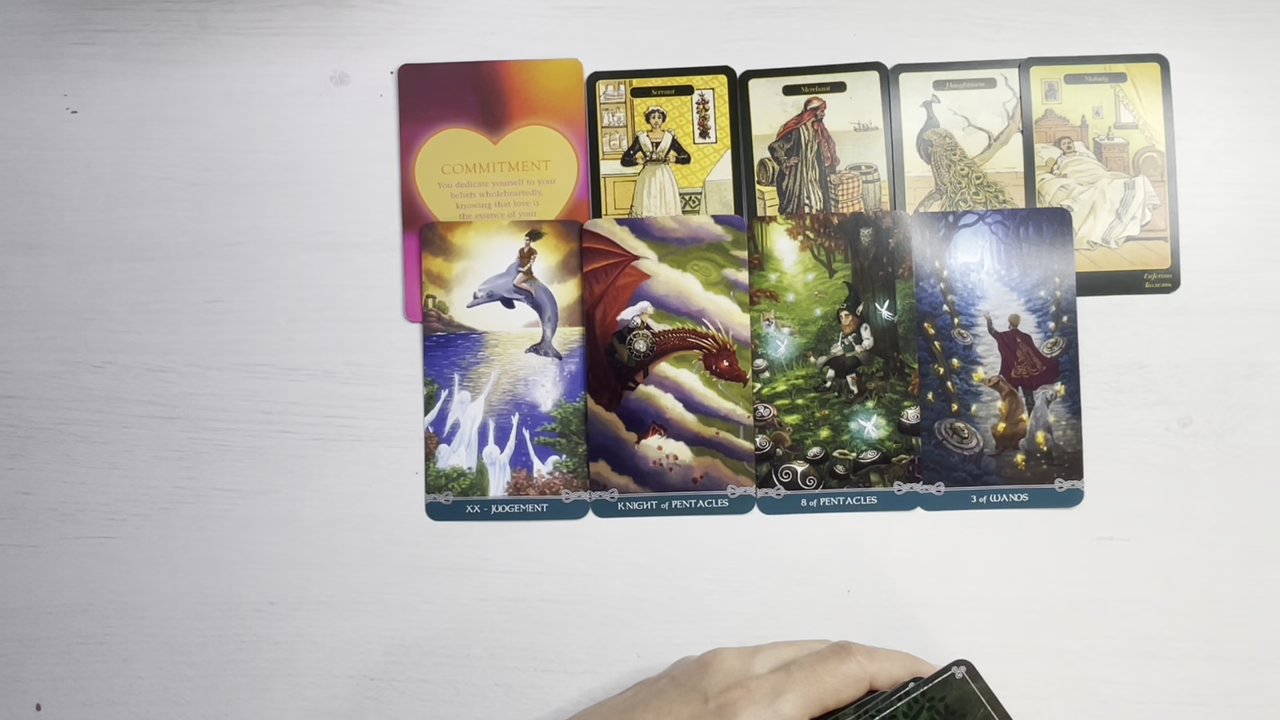 COMMITMENT
You dedicate yourself to your
beliefs wholeheartedly,
knowing that love is
the essence of your
Servant
Merchant
Haughtiness
Malady
Болезнь
XX - JUDGEMENT
KNIGHT of PENTACLES
8 of PENTACLES
3 of WANDS